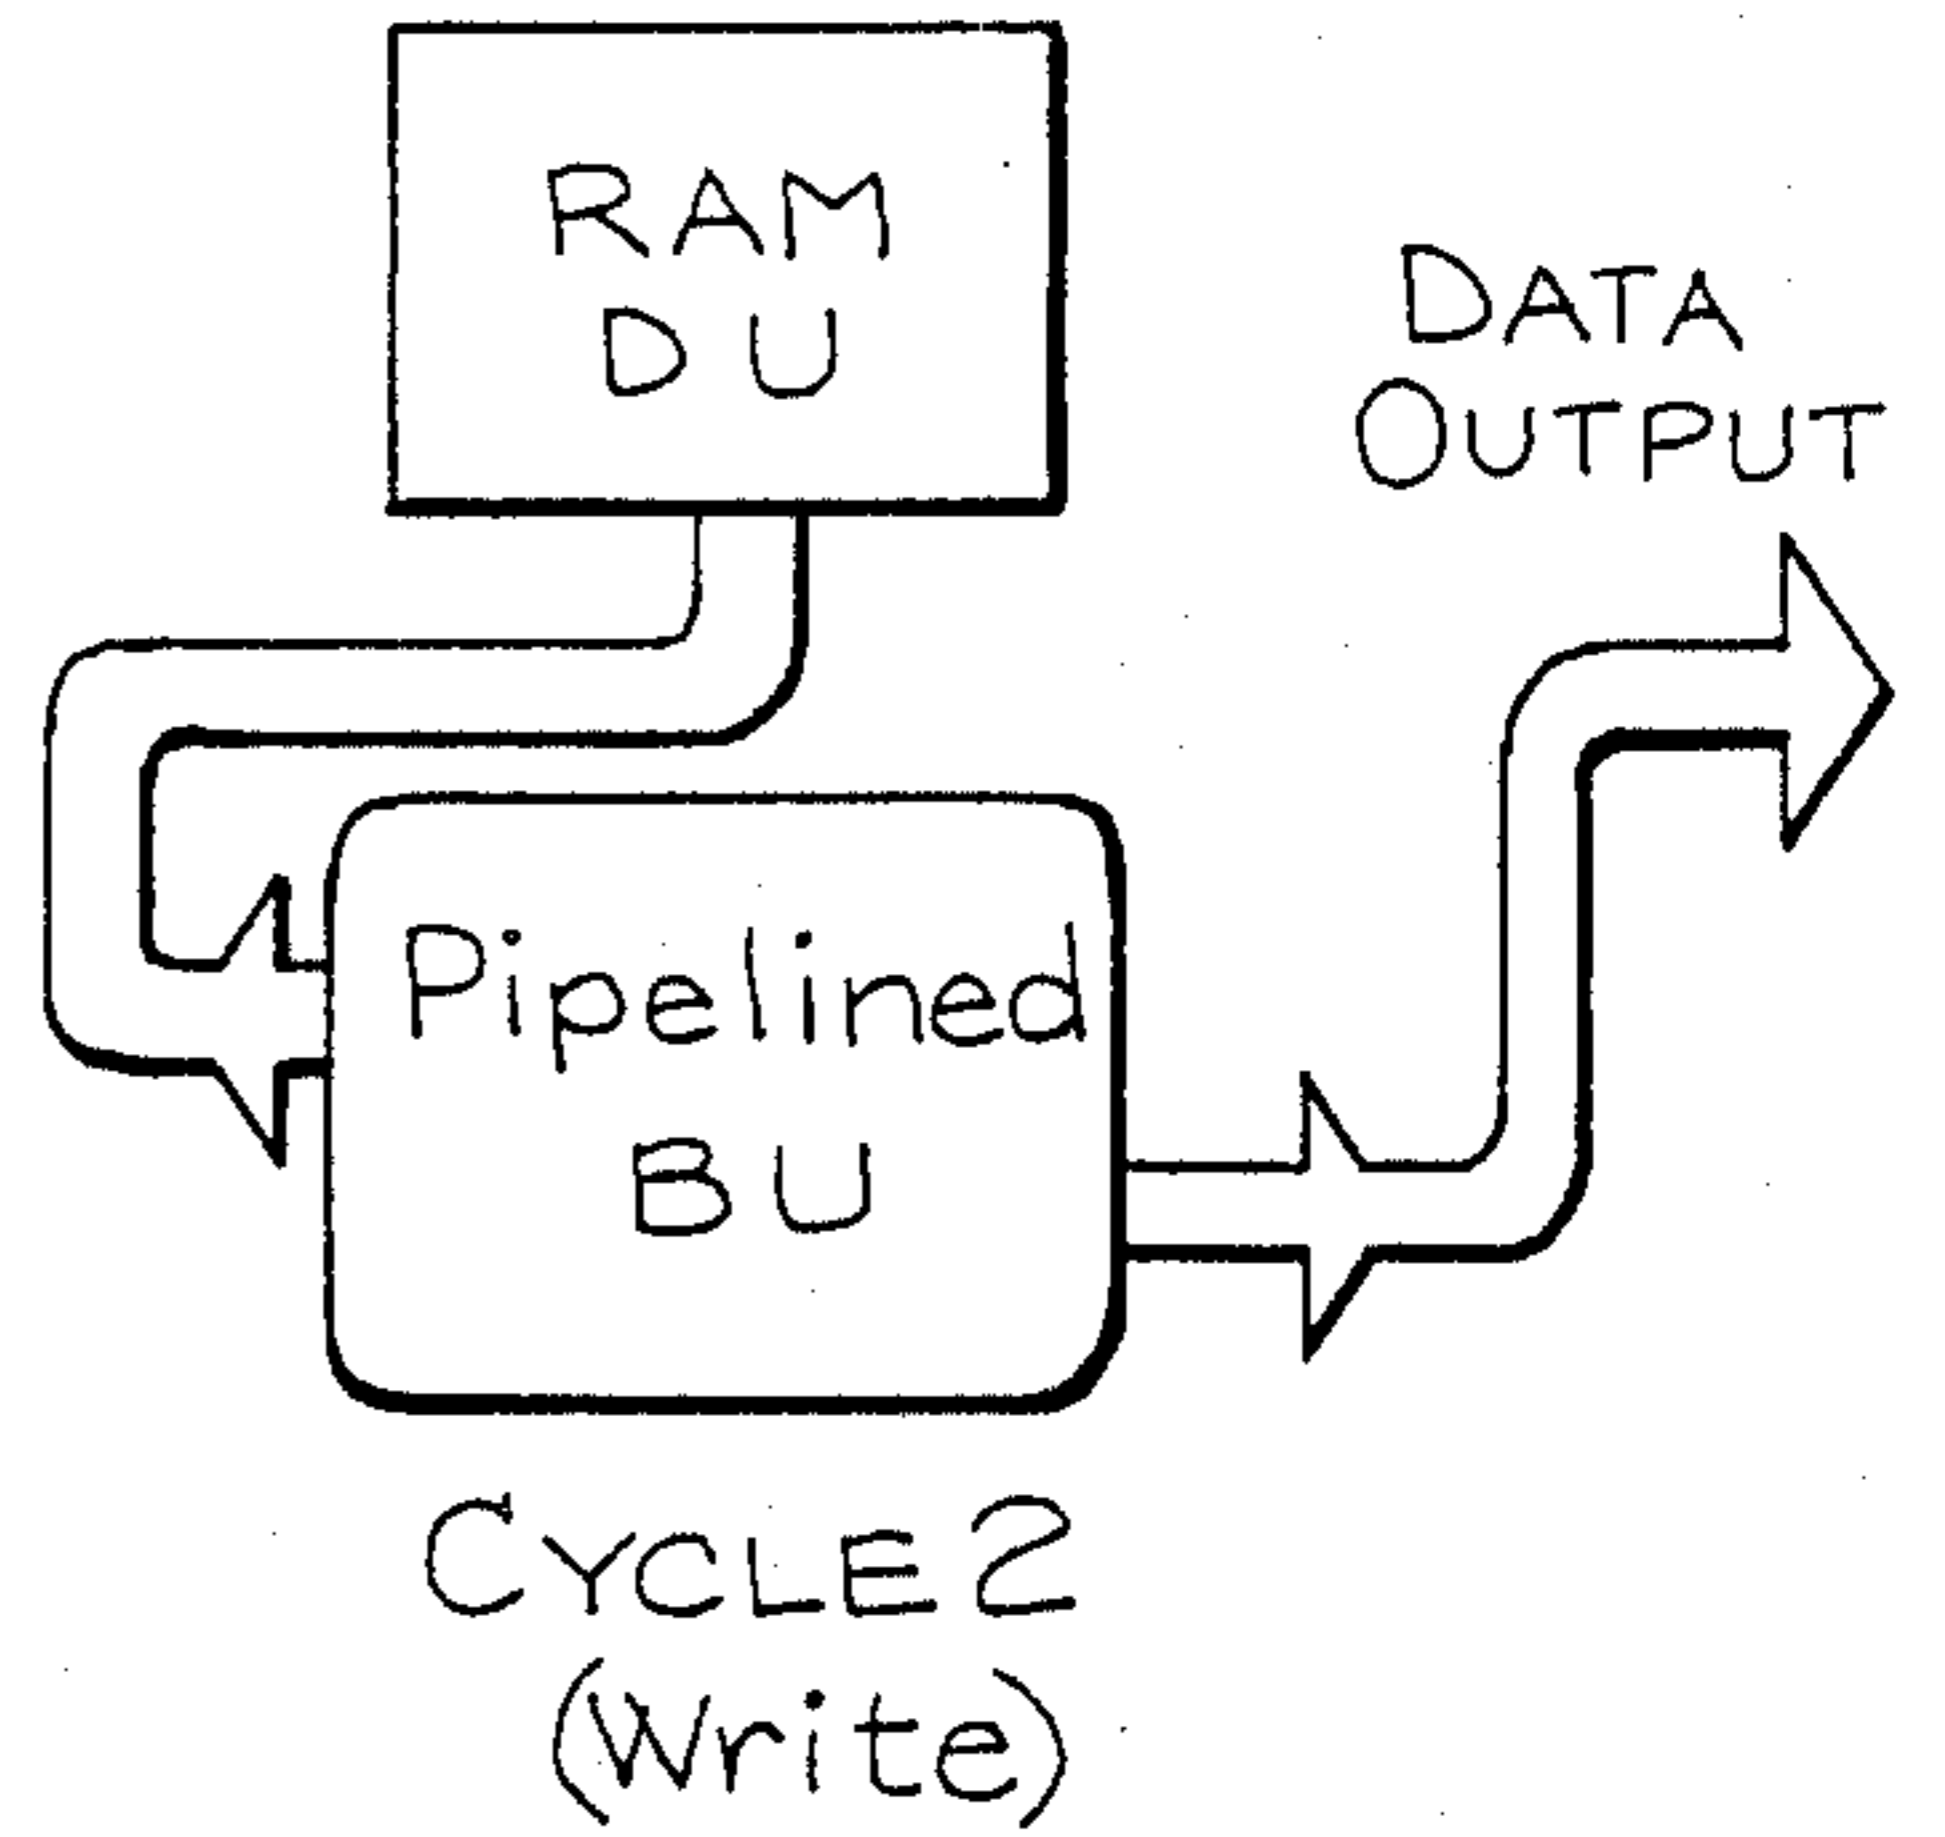 RAM
DU
DATA
OUTPUT
Pipelined
BU
CYCLE 2
(Write)